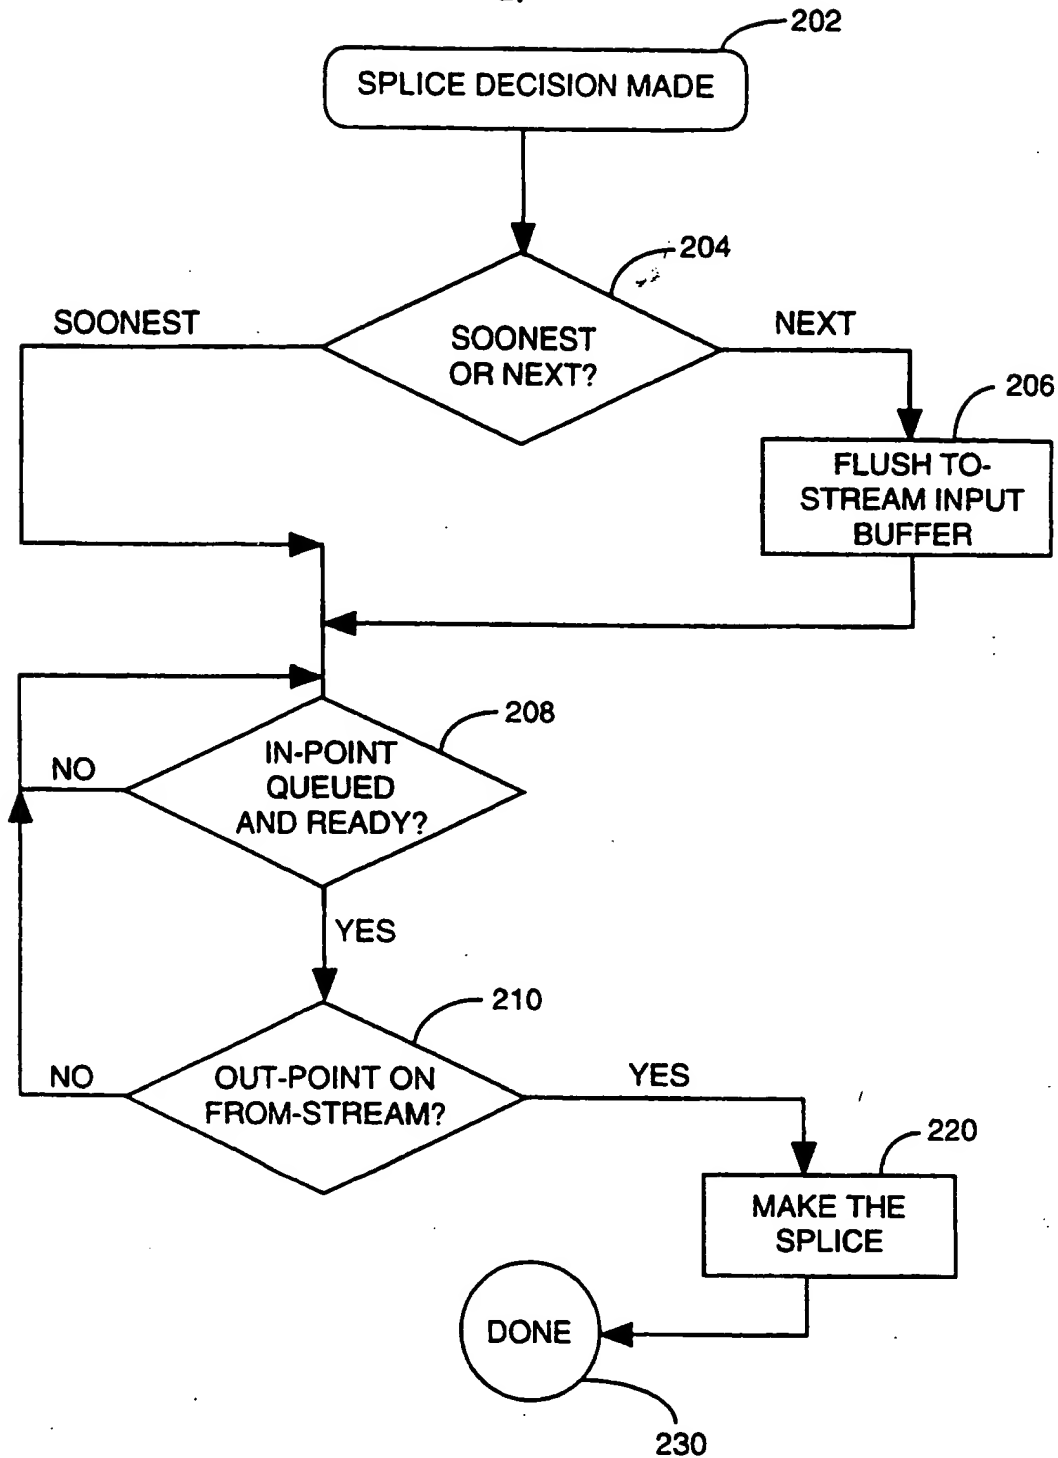 202
SPLICE DECISION MADE
204
SOONEST
NEXT
SOONEST
OR NEXT?
206
FLUSH TO-
STREAM INPUT
BUFFER
208
IN-POINT
QUEUED
AND READY?
NO
YES
210
OUT-POINT ON
FROM-STREAM?
NO
YES
220
MAKE THE
SPLICE
DONE
230